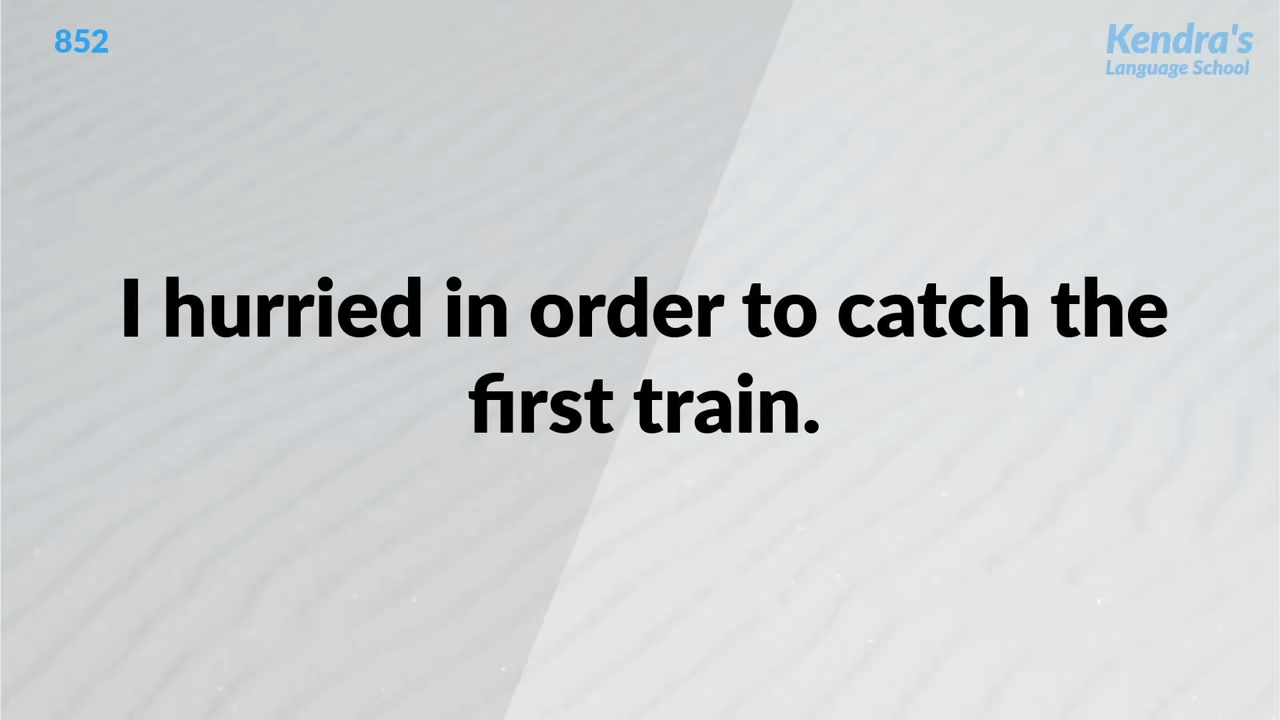 852
Kendra's
Language School
I hurried in order to catch the
first train.